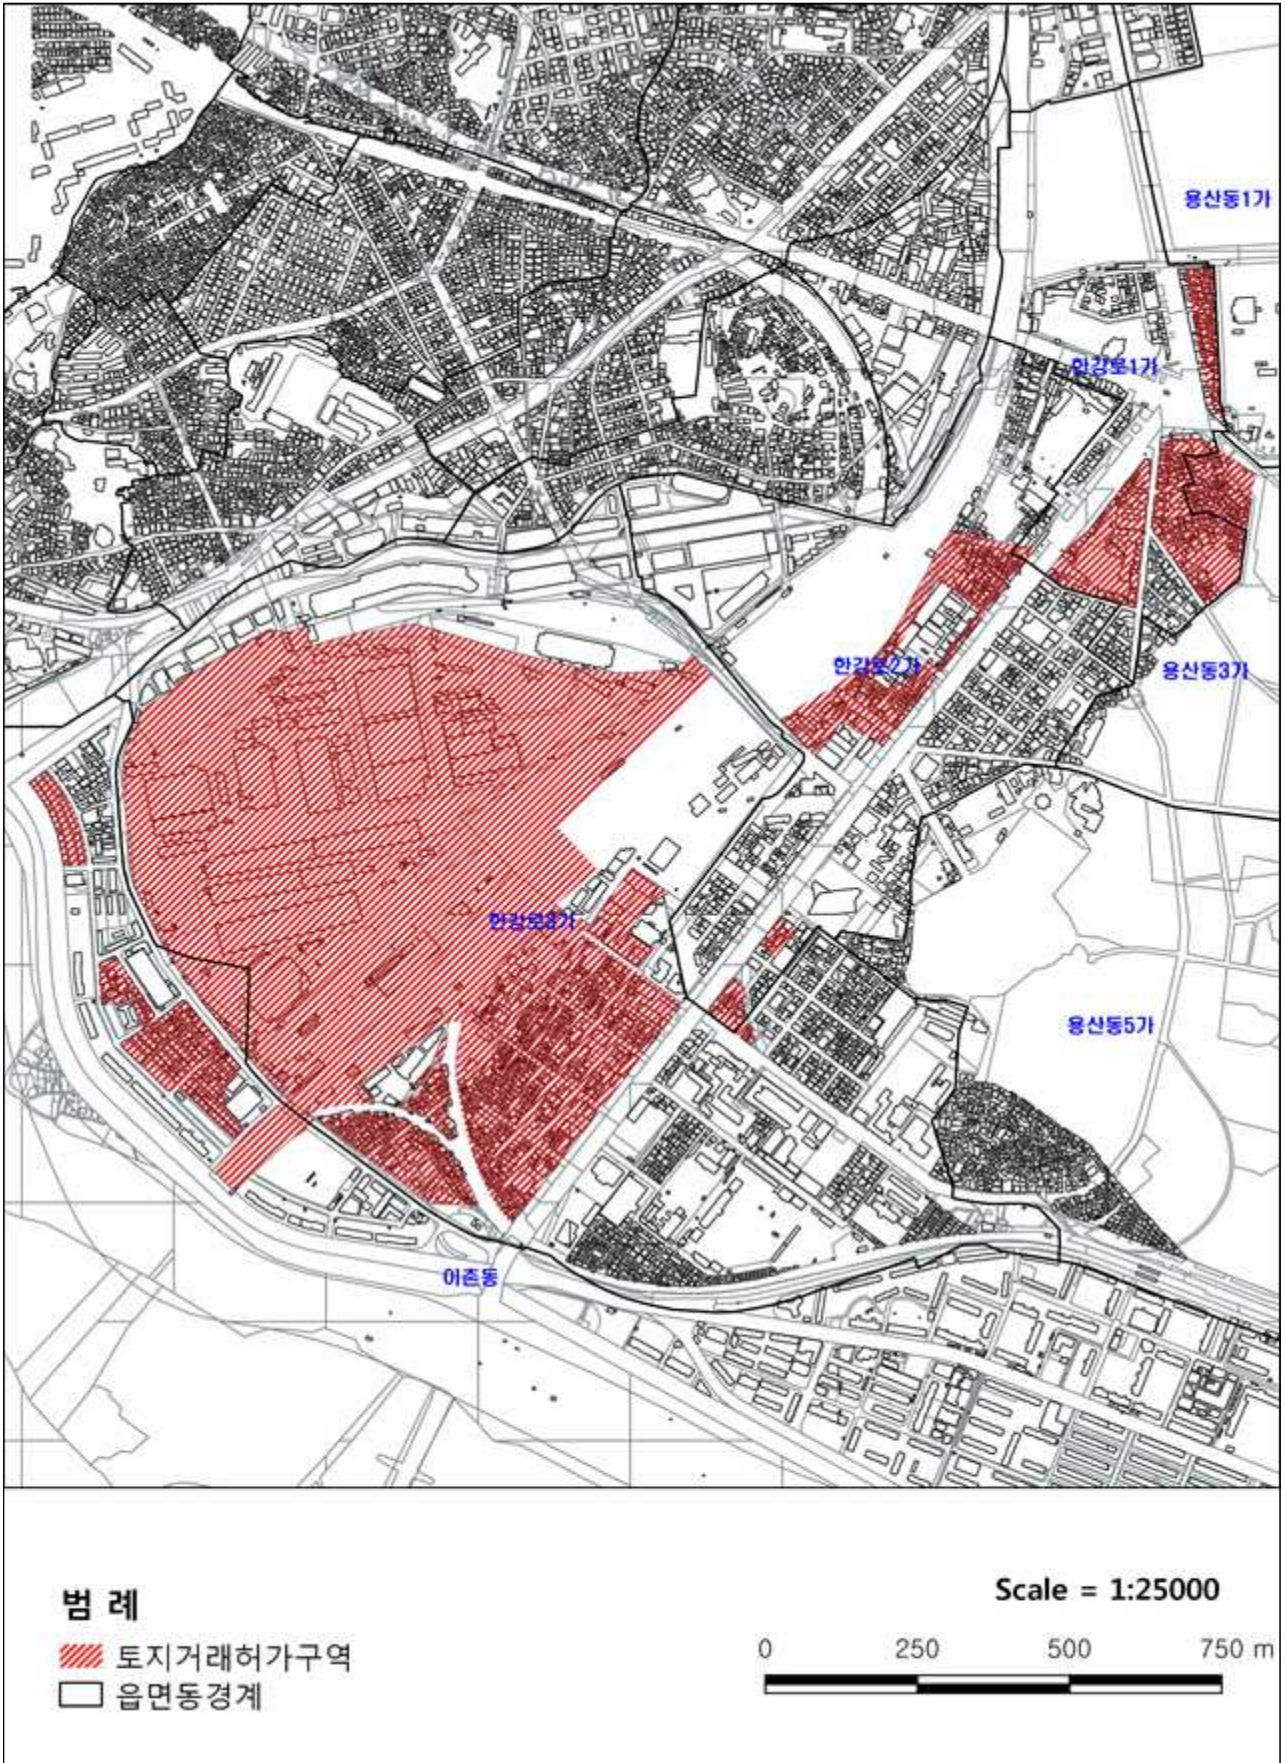 용산동1가
한강로1가
한강로2가
용산동3가
한강로3가
용산동5가
이촌동
범 례
토지거래허가구역
읍면동경계
Scale = 1:25000
0 250 500 750 m